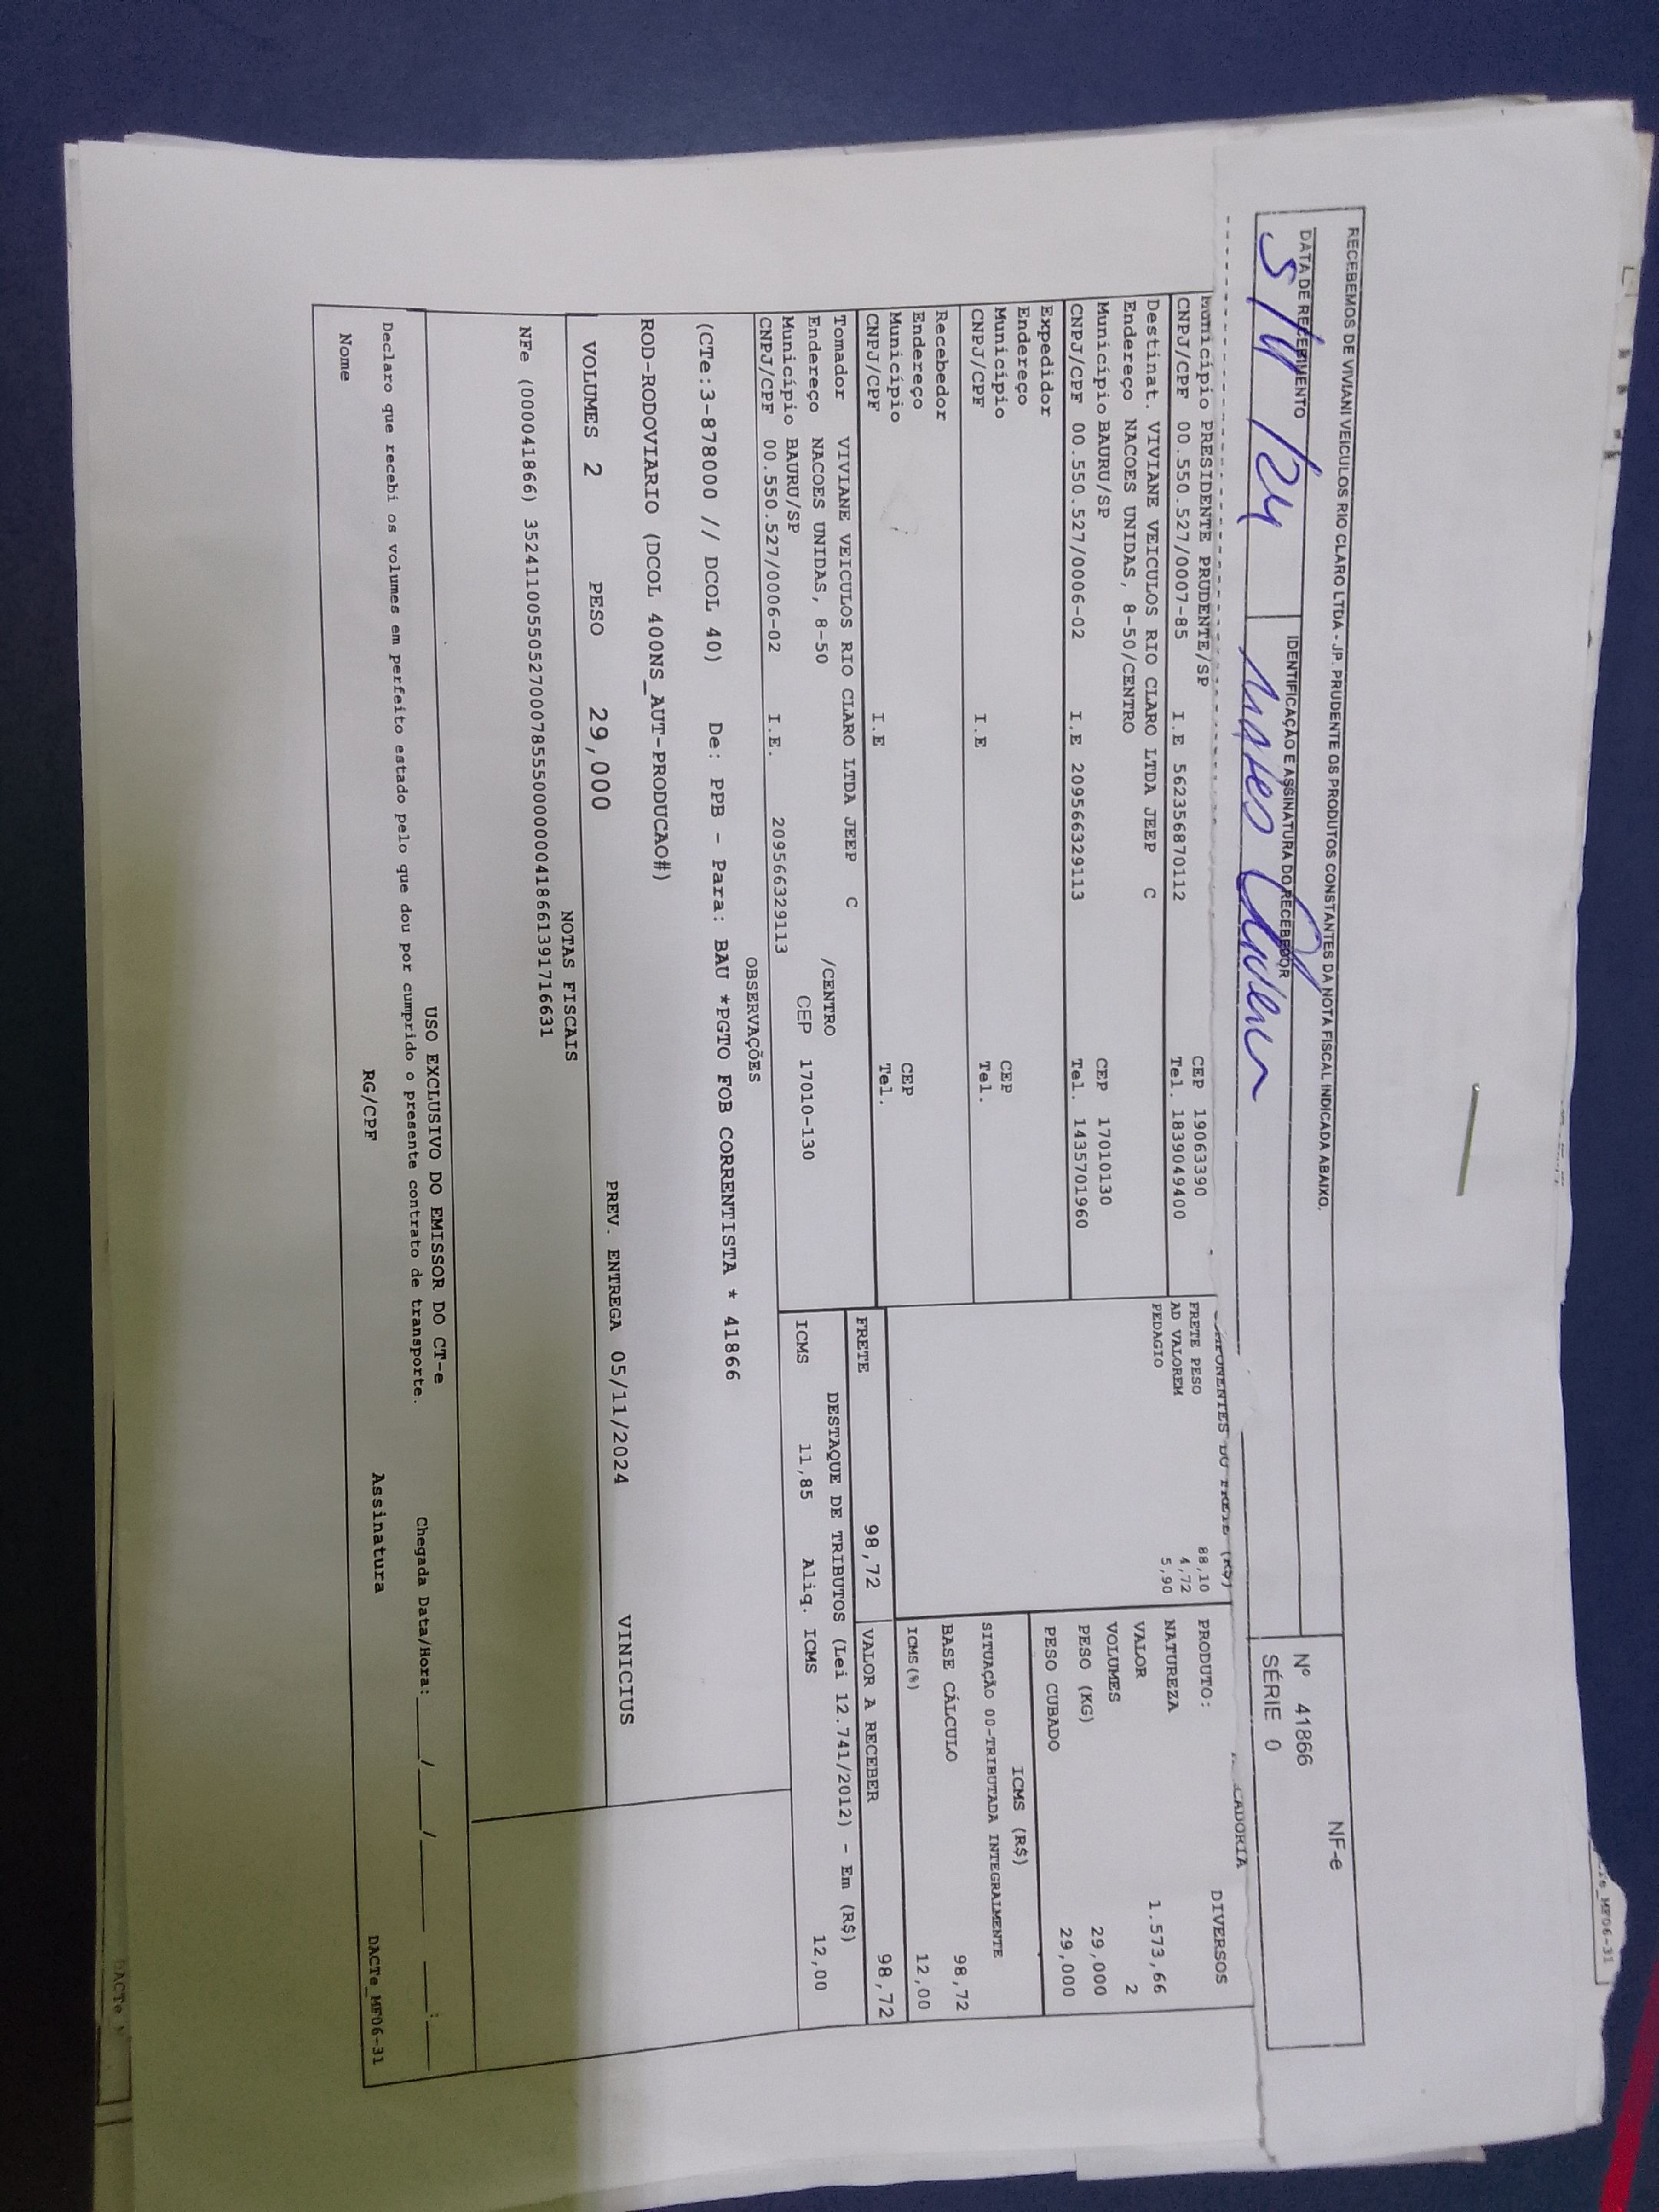 RECEBEMOS DE VIVIANI VEICULOS RIO CLARO LTDA - JP. PRUDENTE OS PRODUTOS CONSTANTES DA NOTA FISCAL INDICADA ABAIXO.
DATA DE RECEBIMENTO
IDENTIFICAÇÃO E ASSINATURA DO RECEBEDOR
5/11/24
NF-e
Nº 41866
SÉRIE 0
Município PRESIDENTE PRUDENTE/SP CEP 19063390
CNPJ/CPF 00.550.527/0007-85 I.E 562356870112 Tel. 1839049400
Destinat. VIVIANE VEICULOS RIO CLARO LTDA JEEP C
Endereço NACOES UNIDAS, 8-50/CENTRO
Município BAURU/SP CEP 17010130
CNPJ/CPF 00.550.527/0006-02 I.E 209566329113 Tel. 1435701960
Expedidor
Endereço
Município CEP
CNPJ/CPF I.E Tel.
Recebedor
Endereço
Município CEP
CNPJ/CPF I.E Tel.
Tomador VIVIANE VEICULOS RIO CLARO LTDA JEEP C
Endereço NACOES UNIDAS, 8-50 /CENTRO
Município BAURU/SP CEP 17010-130
CNPJ/CPF 00.550.527/0006-02 I.E. 209566329113
COMPONENTES DO FRETE (R$)
FRETE PESO 88,10
AD VALOREM 4,72
PEDAGIO 5,90
PRODUTO: DIVERSOS
NATUREZA
VALOR 1.573,66
VOLUMES 2
PESO (KG) 29,000
PESO CUBADO 29,000
ICMS (R$)
SITUAÇÃO 00-TRIBUTADA INTEGRALMENTE
BASE CÁLCULO 98,72
ICMS(%) 12,00
FRETE 98,72
VALOR A RECEBER 98,72
DESTAQUE DE TRIBUTOS (Lei 12.741/2012) - Em (R$)
ICMS 11,85 Aliq. ICMS 12,00
OBSERVAÇÕES
(CTe:3-878000 // DCOL 40) De: PPB - Para: BAU *PGTO FOB CORRENTISTA * 41866
ROD-RODOVIARIO (DCOL 400NS_AUT-PRODUCAO#)
VOLUMES 2 PESO 29,000 PREV. ENTREGA 05/11/2024 VINICIUS
NOTAS FISCAIS
NFe (000041866) 35241100550527000785550000000418661391716631
USO EXCLUSIVO DO EMISSOR DO CT-e
Declaro que recebi os volumes em perfeito estado pelo que dou por cumprido o presente contrato de transporte. Chegada Data/Hora:____/____/______ ____:____
Nome RG/CPF Assinatura
DACTe_MF06-31